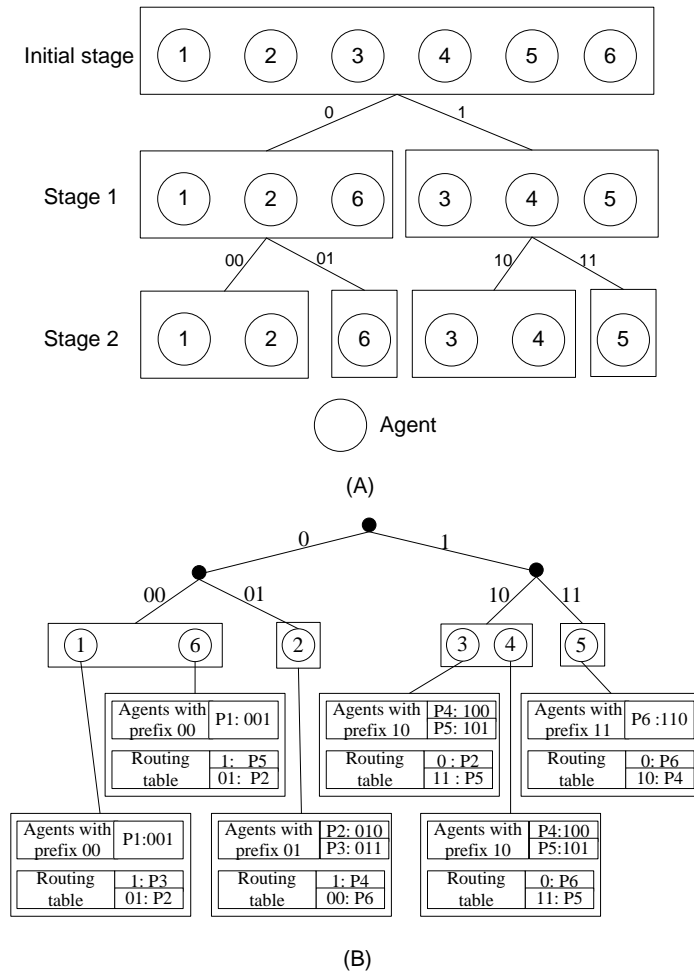 Initial stage 1 2 3 4 5 6
0 1
Stage 1 1 2 6 3 4 5
00 01 10 11
Stage 2 1 2 6 3 4 5
Agent
(A)
0 1
00 01 10 11
1 6 2 3 4 5
Agents with prefix 00 P1: 001
Routing table 1: P5 01: P2
Agents with prefix 10 P4: 100 P5: 101
Routing table 0 : P2 11 : P5
Agents with prefix 11 P6 :110
Routing table 0: P6 10: P4
Agents with prefix 00 P1:001
Routing table 1: P3 01: P2
Agents with prefix 01 P2: 010 P3: 011
Routing table 1: P4 00: P6
Agents with prefix 10 P4:100 P5:101
Routing table 0: P6 11: P5
(B)